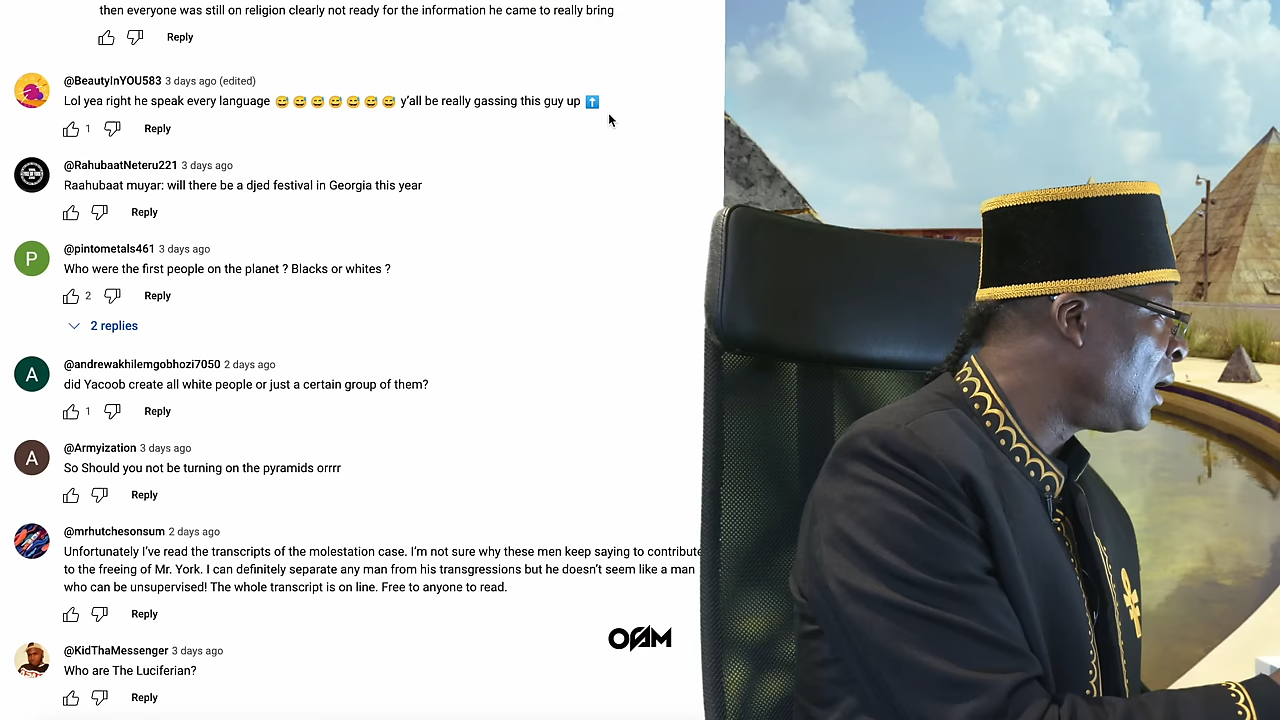 then everyone was still on religion clearly not ready for the information he came to really bring
Reply
@BeautyInYOU583 3 days ago (edited)
Lol yea right he speak every language 😅 😅 😅 😅 😅 😅 😅 y'all be really gassing this guy up ⬆️
1 Reply
@RahubaatNeteru221 3 days ago
Raahubaat muyar: will there be a djed festival in Georgia this year
Reply
P
@pintometals461 3 days ago
Who were the first people on the planet ? Blacks or whites ?
2 Reply
2 replies
A
@andrewakhilemgobhozi7050 2 days ago
did Yacoob create all white people or just a certain group of them?
1 Reply
A
@Armyization 3 days ago
So Should you not be turning on the pyramids orrrr
Reply
@mrhutchesonsum 2 days ago
Unfortunately I've read the transcripts of the molestation case. I'm not sure why these men keep saying to contribute
to the freeing of Mr. York. I can definitely separate any man from his transgressions but he doesn't seem like a man
who can be unsupervised! The whole transcript is on line. Free to anyone to read.
Reply
@KidThaMessenger 3 days ago
Who are The Luciferian?
Reply